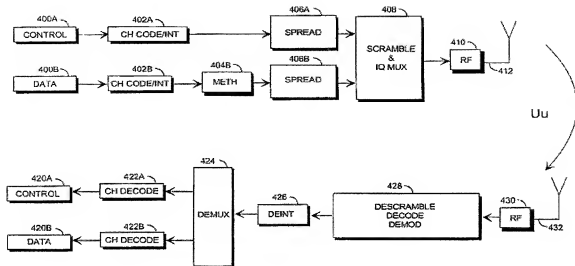 400A
402A
406A
408
CONTROL
CH CODE/INT
SPREAD
SCRAMBLE
&
IQ MUX
410
RF
412
400B
402B
404B
408B
DATA
CH CODE/INT
METH
SPREAD
Uu
420A
422A
424
CONTROL
CH DECODE
DEMUX
426
DEINT
428
DESCRAMBLE
DECODE
DEMOD
430
RF
432
420B
422B
DATA
CH DECODE